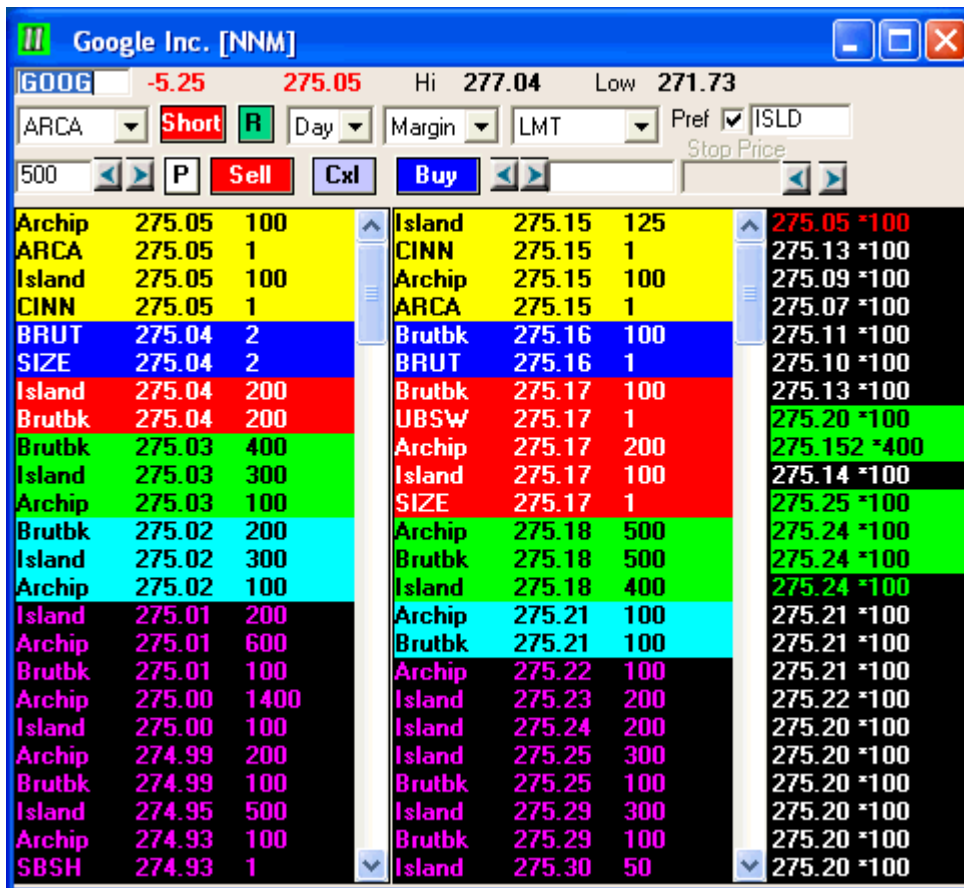 Google Inc. [NNM]
GOOG -5.25 275.05 Hi 277.04 Low 271.73
ARCA Short R Day Margin LMT Pref ISLD
Stop Price
500 P Sell Cxl Buy
Archip 275.05 100 Island 275.15 125 275.05 *100
ARCA 275.05 1 CINN 275.15 1 275.13 *100
Island 275.05 100 Archip 275.15 100 275.09 *100
CINN 275.05 1 ARCA 275.15 1 275.07 *100
BRUT 275.04 2 Brutbk 275.16 100 275.11 *100
SIZE 275.04 2 BRUT 275.16 1 275.10 *100
Island 275.04 200 Brutbk 275.17 100 275.13 *100
Brutbk 275.04 200 UBSW 275.17 1 275.20 *100
Brutbk 275.03 400 Archip 275.17 200 275.152 *400
Island 275.03 300 Island 275.17 100 275.14 *100
Archip 275.03 100 SIZE 275.17 1 275.25 *100
Brutbk 275.02 200 Archip 275.18 500 275.24 *100
Island 275.02 300 Brutbk 275.18 500 275.24 *100
Archip 275.02 100 Island 275.18 400 275.24 *100
Island 275.01 200 Archip 275.21 100 275.21 *100
Archip 275.01 600 Brutbk 275.21 100 275.21 *100
Brutbk 275.01 100 Archip 275.22 100 275.21 *100
Archip 275.00 1400 Island 275.23 200 275.22 *100
Island 275.00 100 Island 275.24 200 275.20 *100
Archip 274.99 200 Island 275.25 300 275.20 *100
Brutbk 274.99 100 Brutbk 275.25 100 275.20 *100
Island 274.95 500 Island 275.29 300 275.20 *100
Archip 274.93 100 Brutbk 275.29 100 275.20 *100
SBSH 274.93 1 Island 275.30 50 275.20 *100